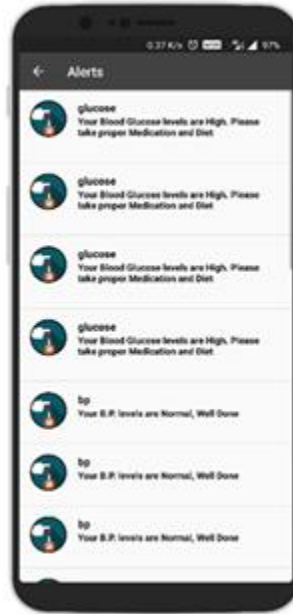 0.37 K/s 97%
← Alerts
glucose
Your Blood Glucose levels are High. Please
take proper Medication and Diet
glucose
Your Blood Glucose levels are High. Please
take proper Medication and Diet
glucose
Your Blood Glucose levels are High. Please
take proper Medication and Diet
glucose
Your Blood Glucose levels are High. Please
take proper Medication and Diet
bp
Your B.P. levels are Normal, Well Done
bp
Your B.P. levels are Normal, Well Done
bp
Your B.P. levels are Normal, Well Done